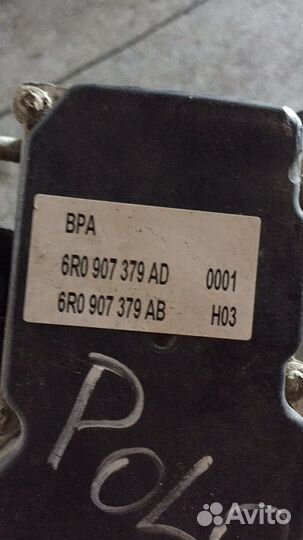 BPA
6R0 907 379 AD 0001
6R0 907 379 AB H03
POL
Avito